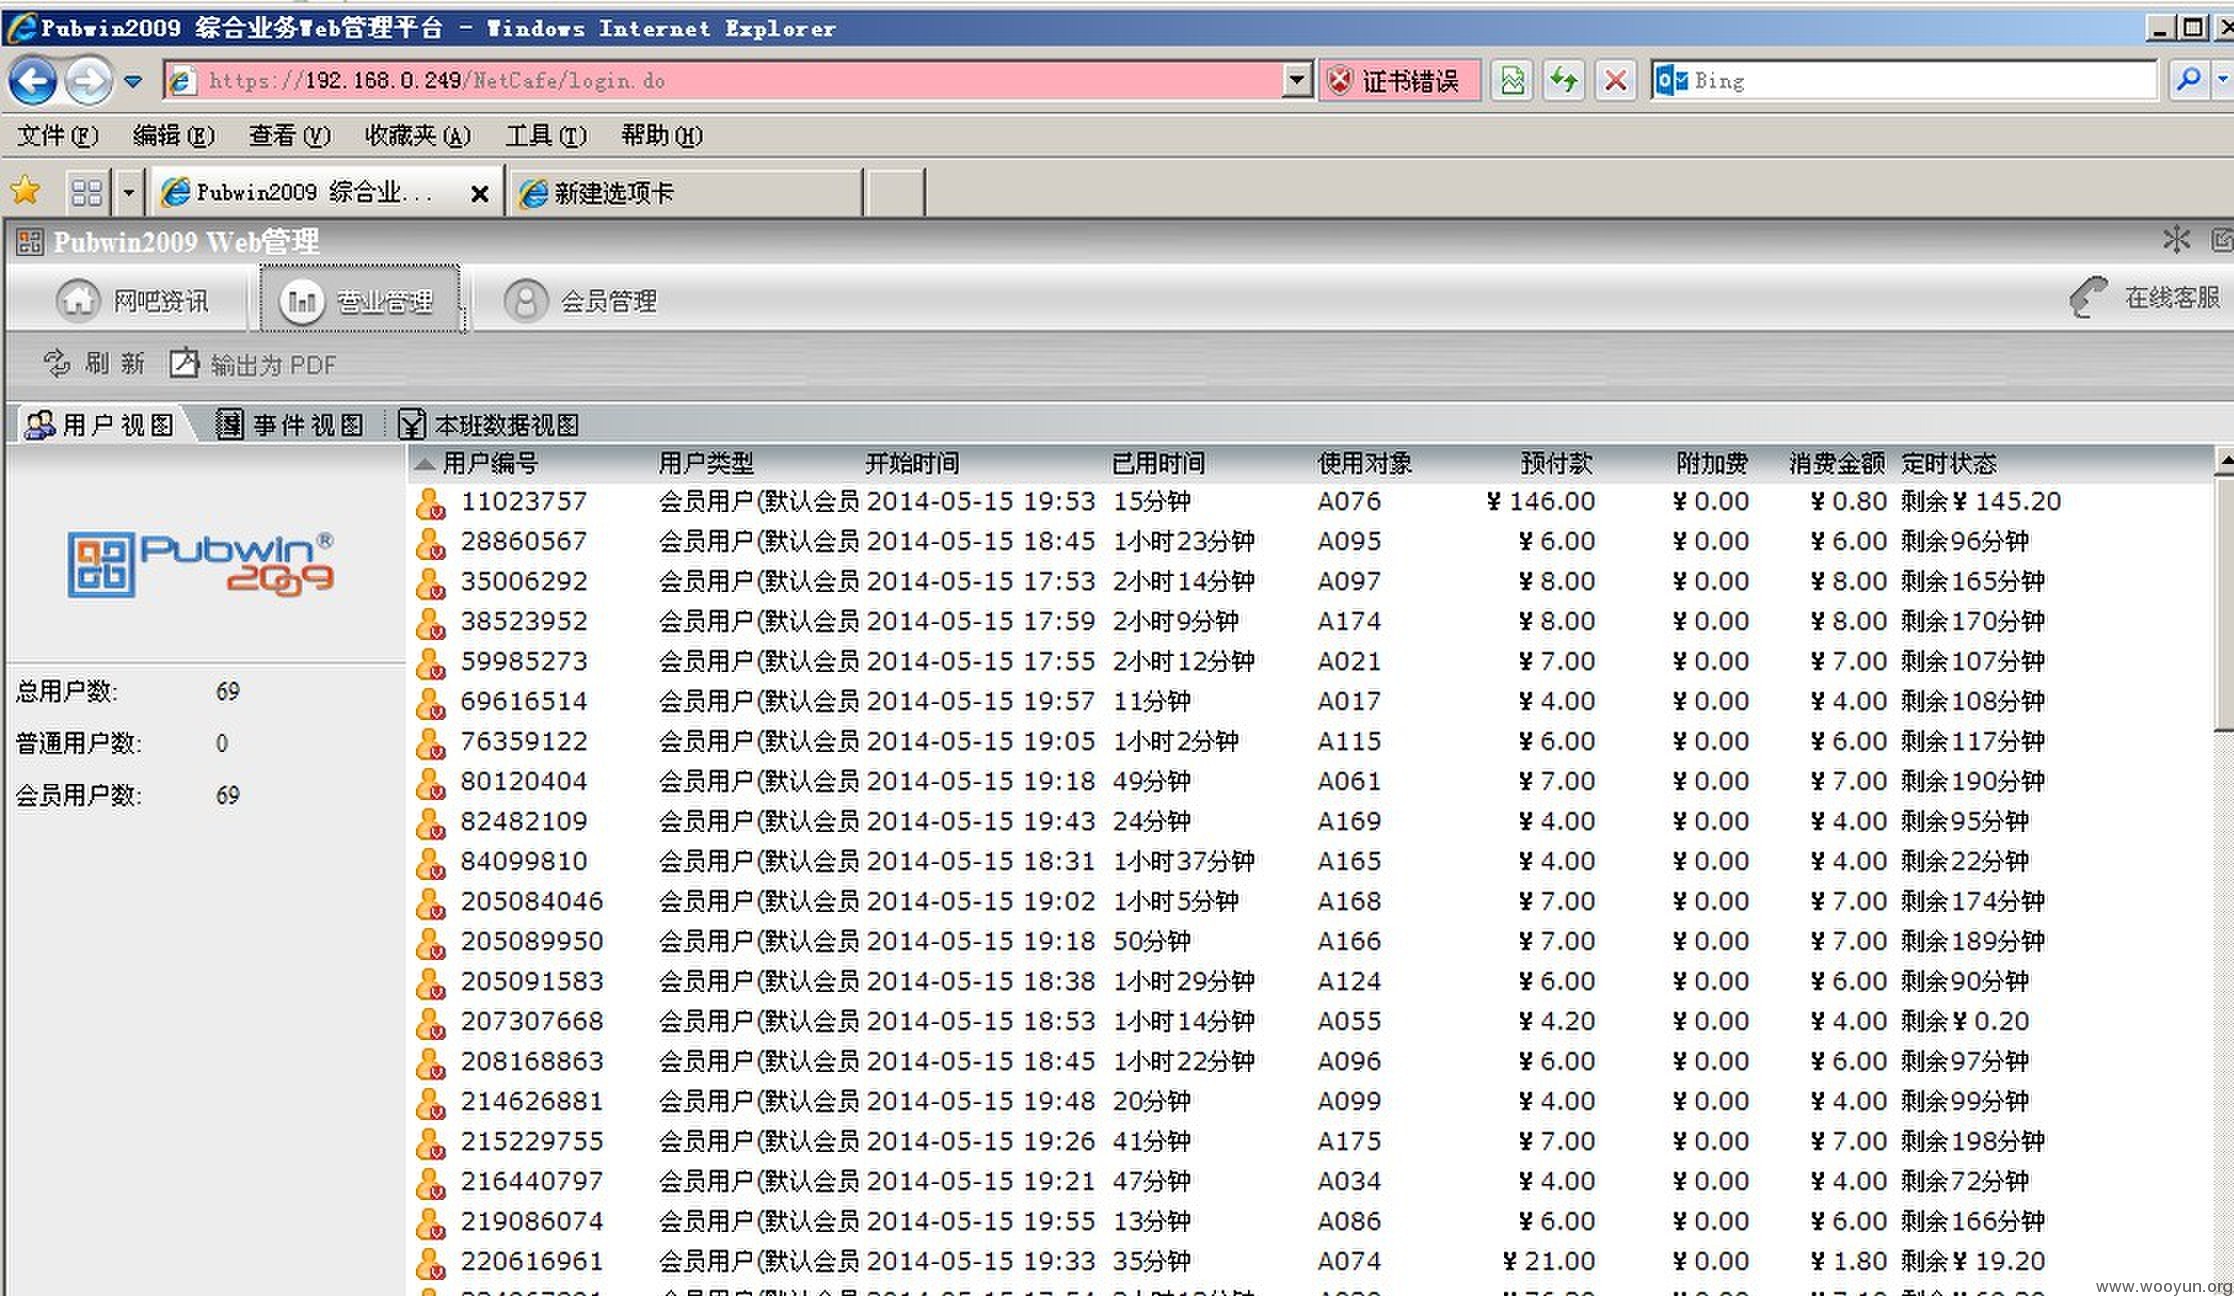 Pubwin2009 综合业务Web管理平台 - Windows Internet Explorer
https://192.168.0.249/NetCafe/login.do 证书错误 Bing
文件(F) 编辑(E) 查看(V) 收藏夹(A) 工具(T) 帮助(H)
Pubwin2009 综合业... 新建选项卡
Pubwin2009 Web管理
网吧资讯 营业管理 会员管理 在线客服
刷 新 输出为 PDF
用户视图 事件视图 本班数据视图
用户编号 用户类型 开始时间 已用时间 使用对象 预付款 附加费 消费金额 定时状态
11023757 会员用户(默认会员 2014-05-15 19:53 15分钟 A076 ¥ 146.00 ¥ 0.00 ¥ 0.80 剩余¥ 145.20
28860567 会员用户(默认会员 2014-05-15 18:45 1小时23分钟 A095 ¥ 6.00 ¥ 0.00 ¥ 6.00 剩余96分钟
35006292 会员用户(默认会员 2014-05-15 17:53 2小时14分钟 A097 ¥ 8.00 ¥ 0.00 ¥ 8.00 剩余165分钟
38523952 会员用户(默认会员 2014-05-15 17:59 2小时9分钟 A174 ¥ 8.00 ¥ 0.00 ¥ 8.00 剩余170分钟
59985273 会员用户(默认会员 2014-05-15 17:55 2小时12分钟 A021 ¥ 7.00 ¥ 0.00 ¥ 7.00 剩余107分钟
69616514 会员用户(默认会员 2014-05-15 19:57 11分钟 A017 ¥ 4.00 ¥ 0.00 ¥ 4.00 剩余108分钟
76359122 会员用户(默认会员 2014-05-15 19:05 1小时2分钟 A115 ¥ 6.00 ¥ 0.00 ¥ 6.00 剩余117分钟
80120404 会员用户(默认会员 2014-05-15 19:18 49分钟 A061 ¥ 7.00 ¥ 0.00 ¥ 7.00 剩余190分钟
82482109 会员用户(默认会员 2014-05-15 19:43 24分钟 A169 ¥ 4.00 ¥ 0.00 ¥ 4.00 剩余95分钟
84099810 会员用户(默认会员 2014-05-15 18:31 1小时37分钟 A165 ¥ 4.00 ¥ 0.00 ¥ 4.00 剩余22分钟
205084046 会员用户(默认会员 2014-05-15 19:02 1小时5分钟 A168 ¥ 7.00 ¥ 0.00 ¥ 7.00 剩余174分钟
205089950 会员用户(默认会员 2014-05-15 19:18 50分钟 A166 ¥ 7.00 ¥ 0.00 ¥ 7.00 剩余189分钟
205091583 会员用户(默认会员 2014-05-15 18:38 1小时29分钟 A124 ¥ 6.00 ¥ 0.00 ¥ 6.00 剩余90分钟
207307668 会员用户(默认会员 2014-05-15 18:53 1小时14分钟 A055 ¥ 4.20 ¥ 0.00 ¥ 4.00 剩余¥ 0.20
208168863 会员用户(默认会员 2014-05-15 18:45 1小时22分钟 A096 ¥ 6.00 ¥ 0.00 ¥ 6.00 剩余97分钟
214626881 会员用户(默认会员 2014-05-15 19:48 20分钟 A099 ¥ 4.00 ¥ 0.00 ¥ 4.00 剩余99分钟
215229755 会员用户(默认会员 2014-05-15 19:26 41分钟 A175 ¥ 7.00 ¥ 0.00 ¥ 7.00 剩余198分钟
216440797 会员用户(默认会员 2014-05-15 19:21 47分钟 A034 ¥ 4.00 ¥ 0.00 ¥ 4.00 剩余72分钟
219086074 会员用户(默认会员 2014-05-15 19:55 13分钟 A086 ¥ 6.00 ¥ 0.00 ¥ 6.00 剩余166分钟
220616961 会员用户(默认会员 2014-05-15 19:33 35分钟 A074 ¥ 21.00 ¥ 0.00 ¥ 1.80 剩余¥ 19.20
Pubwin®
2009
总用户数: 69
普通用户数: 0
会员用户数: 69
www.wooyun.org